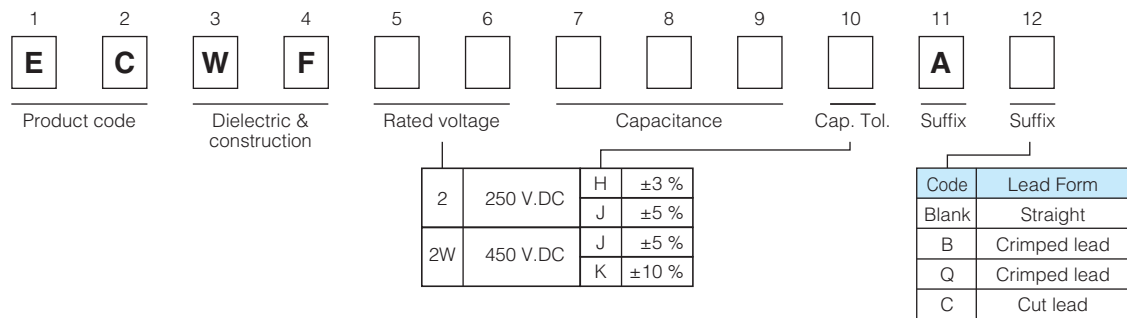 1 2 3 4 5 6 7 8 9 10 11 12
E C W F A
Product code Dielectric & Rated voltage Capacitance Cap. Tol. Suffix Suffix
construction
2 250 V.DC H ±3 %
J ±5 %
2W 450 V.DC J ±5 %
K ±10 %
Code Lead Form
Blank Straight
B Crimped lead
Q Crimped lead
C Cut lead